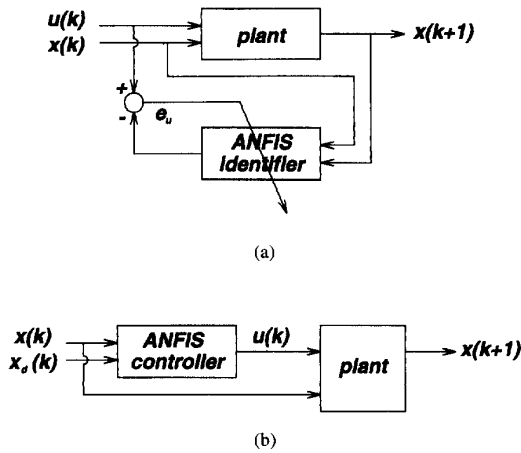 u(k)
x(k)
plant
x(k+1)
+
-
e_u
ANFIS
identifier
(a)
x(k)
x_d(k)
ANFIS
controller
u(k)
plant
x(k+1)
(b)